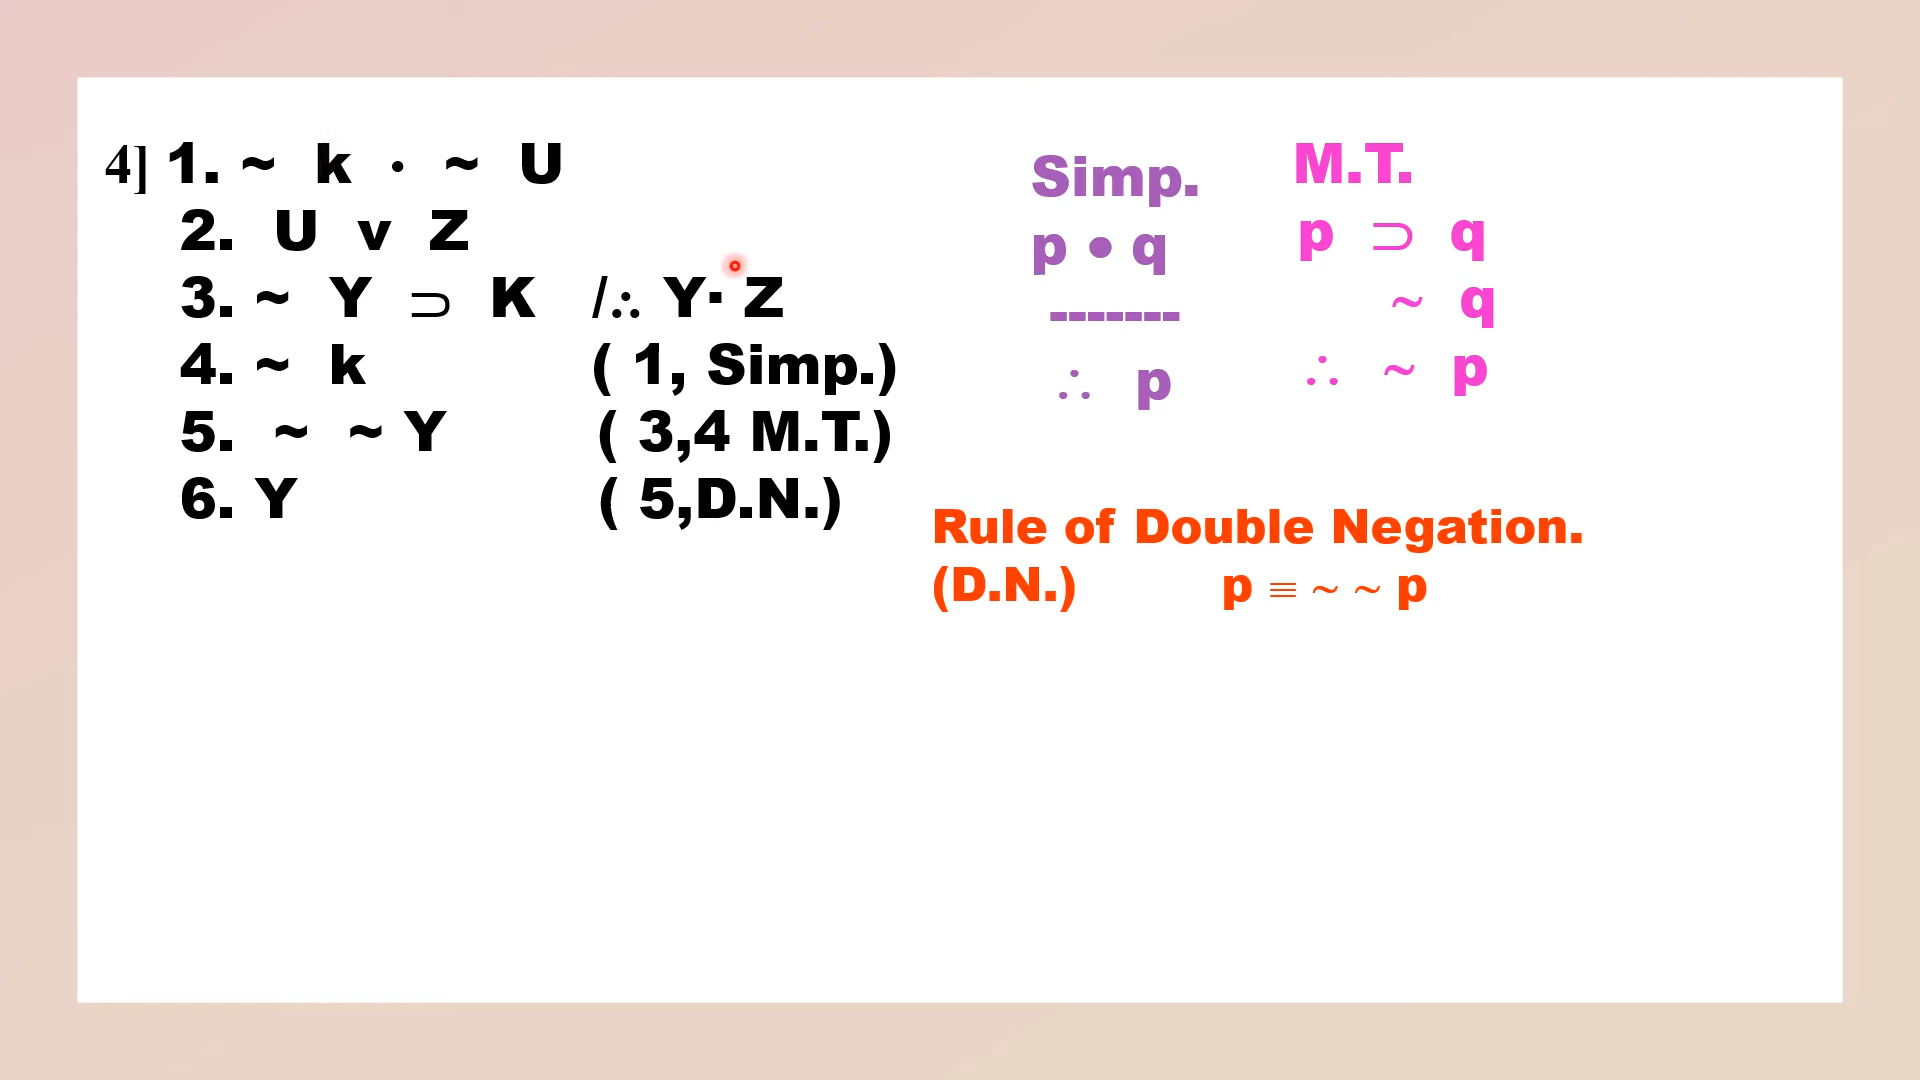 4] 1. ~ k · ~ U
2. U v Z
3. ~ Y ⊃ K /∴ Y· Z
4. ~ k ( 1, Simp.)
5. ~ ~ Y ( 3,4 M.T.)
6. Y ( 5,D.N.)
Simp.
p • q
-------
∴ p
M.T.
p ⊃ q
~ q
∴ ~ p
Rule of Double Negation.
(D.N.) p ≡ ~ ~ p